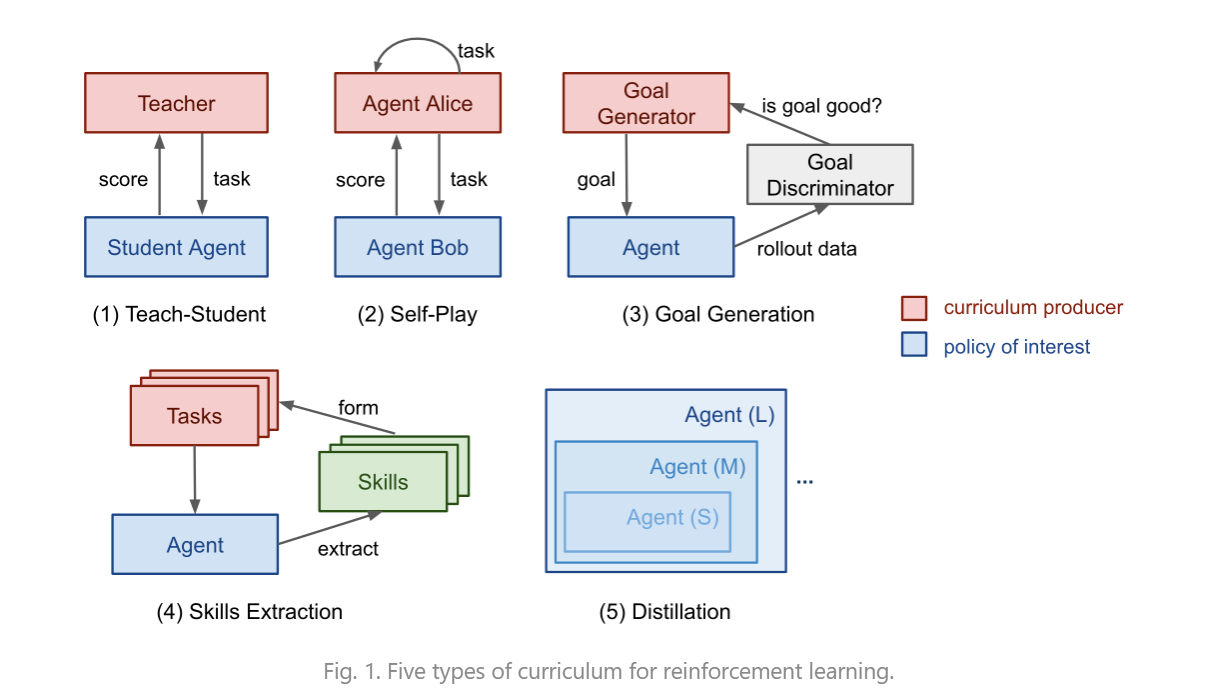 task
Teacher
Agent Alice
Goal
Generator
is goal good?
score
task
score
task
goal
Goal
Discriminator
Student Agent
Agent Bob
Agent
rollout data
(1) Teach-Student
(2) Self-Play
(3) Goal Generation
curriculum producer
policy of interest
Tasks
form
Skills
Agent
extract
Agent (L)
Agent (M)
Agent (S)
...
(4) Skills Extraction
(5) Distillation
Fig. 1. Five types of curriculum for reinforcement learning.